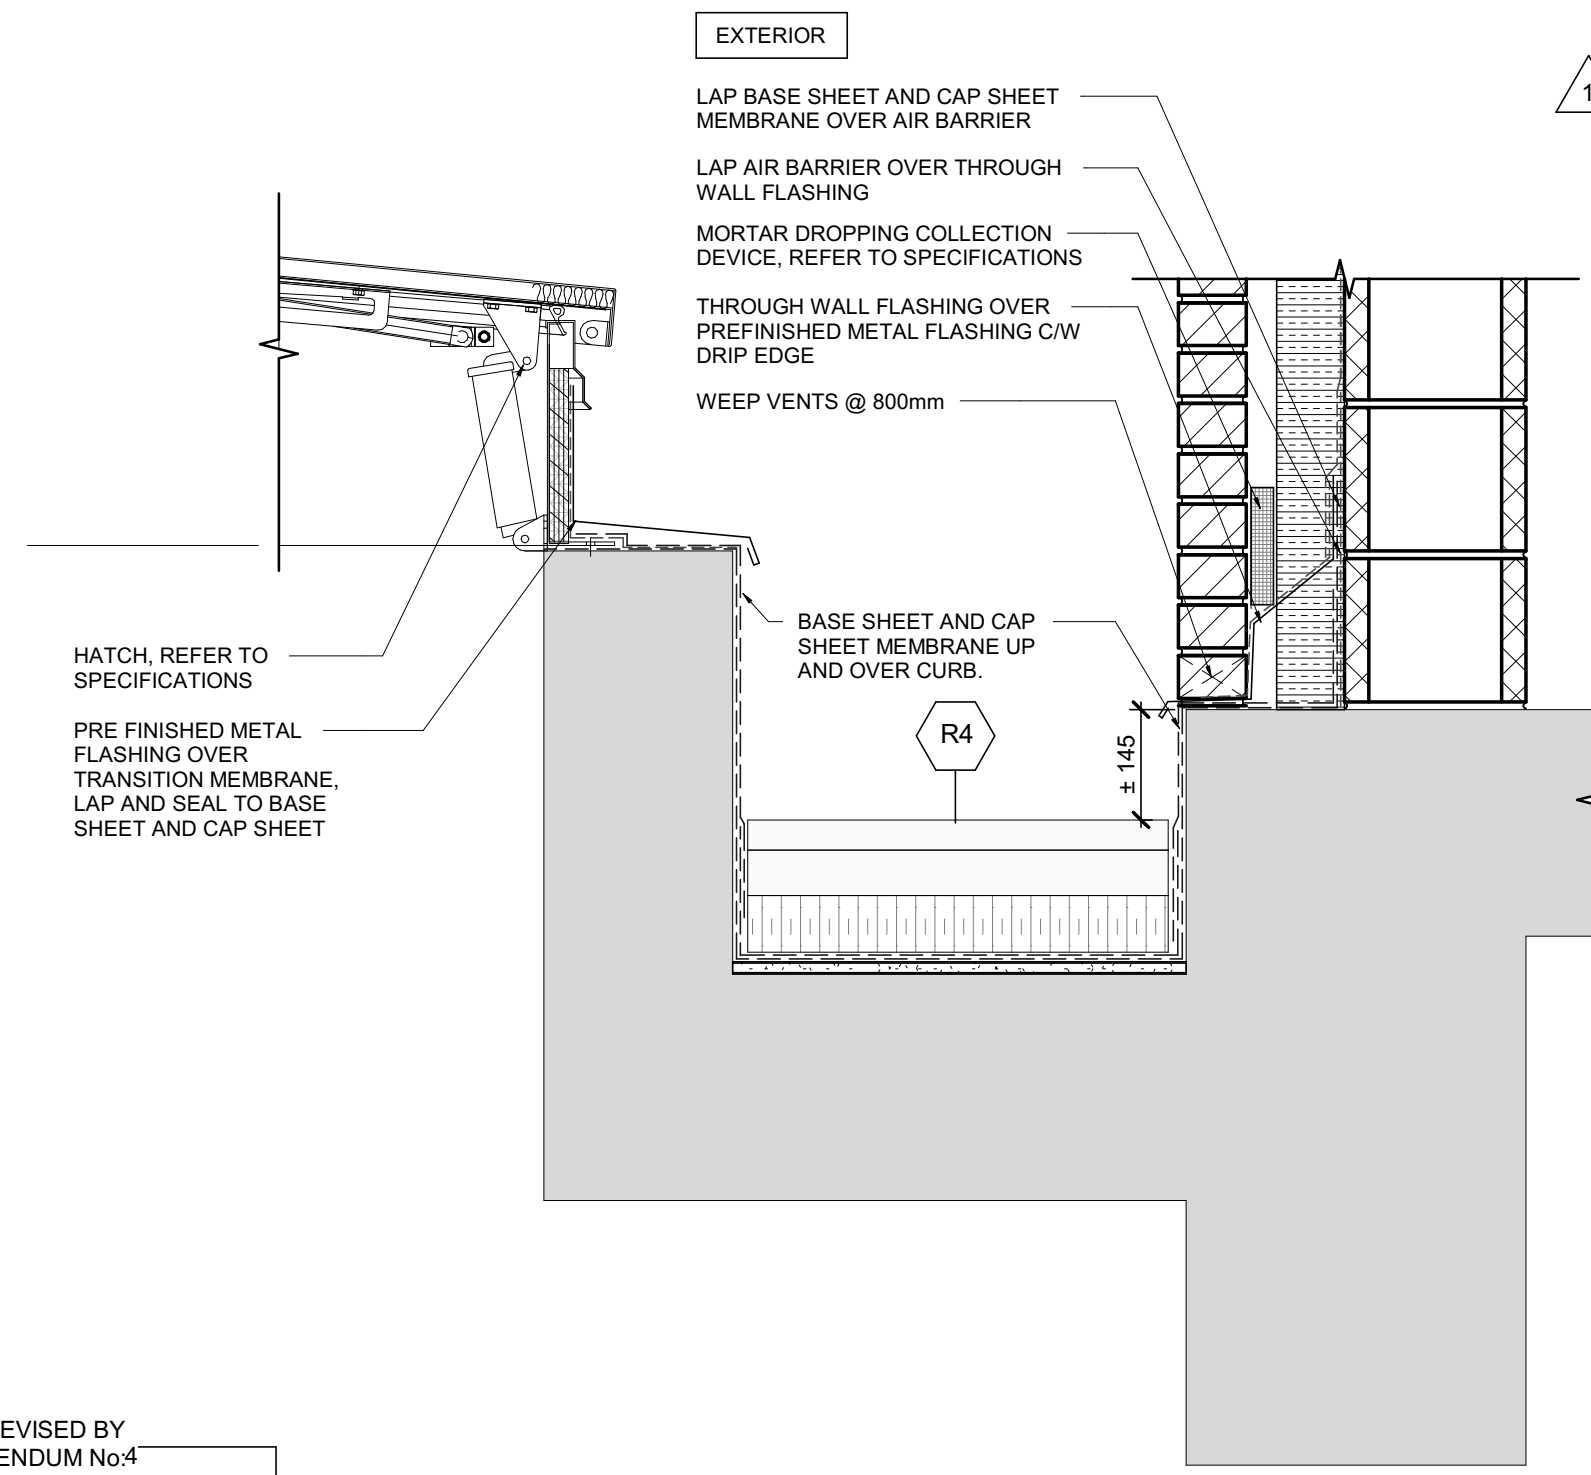 EXTERIOR
LAP BASE SHEET AND CAP SHEET
MEMBRANE OVER AIR BARRIER
1
LAP AIR BARRIER OVER THROUGH
WALL FLASHING
MORTAR DROPPING COLLECTION
DEVICE, REFER TO SPECIFICATIONS
THROUGH WALL FLASHING OVER
PREFINISHED METAL FLASHING C/W
DRIP EDGE
WEEP VENTS @ 800mm
BASE SHEET AND CAP
SHEET MEMBRANE UP
AND OVER CURB.
HATCH, REFER TO
SPECIFICATIONS
PRE FINISHED METAL
FLASHING OVER
TRANSITION MEMBRANE,
LAP AND SEAL TO BASE
SHEET AND CAP SHEET
R4
± 145
EVISED BY
ENDUM No:4